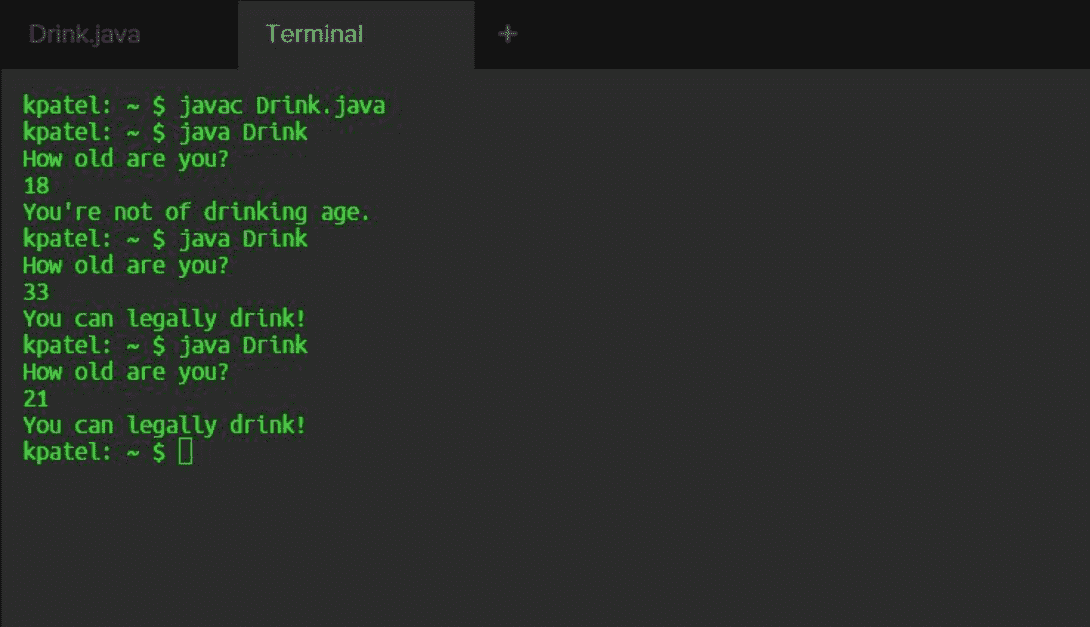 Drink.java
Terminal
+
kpatel: ~ $ javac Drink.java
kpatel: ~ $ java Drink
How old are you?
18
You're not of drinking age.
kpatel: ~ $ java Drink
How old are you?
33
You can legally drink!
kpatel: ~ $ java Drink
How old are you?
21
You can legally drink!
kpatel: ~ $